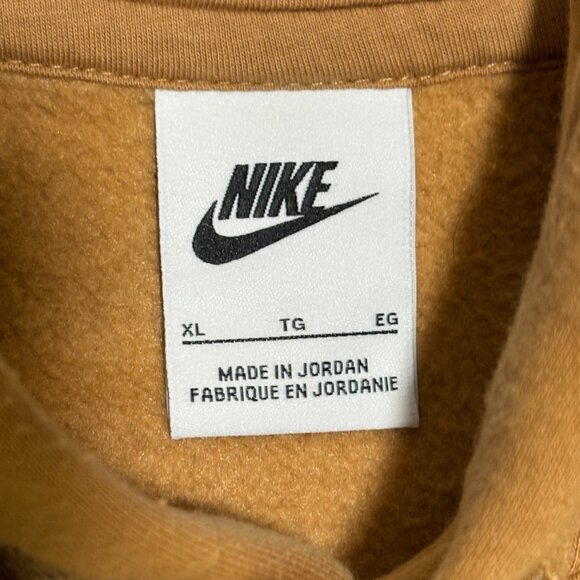 NIKE
XL TG EG
MADE IN JORDAN
FABRIQUE EN JORDANIE